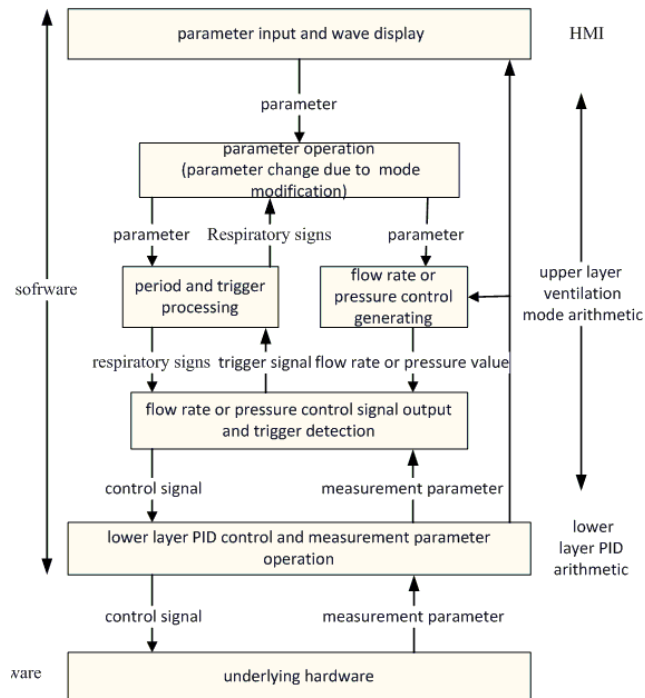 parameter input and wave display
HMI
parameter
parameter operation
(parameter change due to mode
modification)
parameter
Respiratory signs
parameter
period and trigger
processing
flow rate or
pressure control
generating
sofrware
upper layer
ventilation
mode arithmetic
respiratory signs
trigger signal
flow rate or pressure value
flow rate or pressure control signal output
and trigger detection
control signal
measurement parameter
lower layer PID control and measurement parameter
operation
lower
layer PID
arithmetic
control signal
measurement parameter
ware
underlying hardware